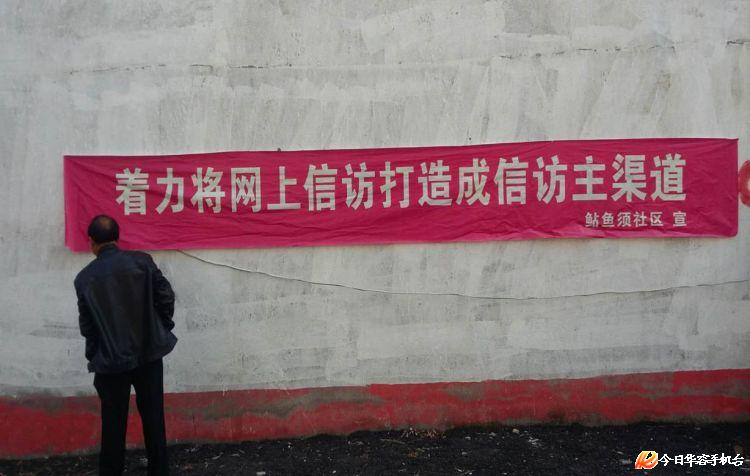 着力将网上信访打造成信访主渠道
鲇鱼须社区 宣
今日华容手机台